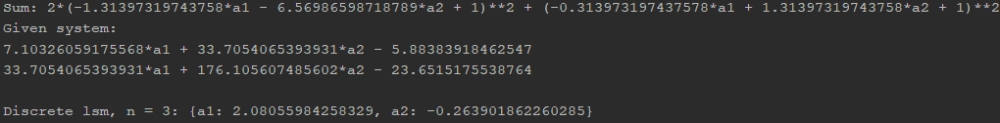 Sum: 2*(-1.31397319743758*a1 - 6.56986598718789*a2 + 1)**2 + (-0.313973197437578*a1 + 1.31397319743758*a2 + 1)**2
Given system:
7.10326059175568*a1 + 33.7054065393931*a2 - 5.88383918462547
33.7054065393931*a1 + 176.105607485602*a2 - 23.6515175538764
Discrete lsm, n = 3: {a1: 2.08055984258329, a2: -0.263901862260285}